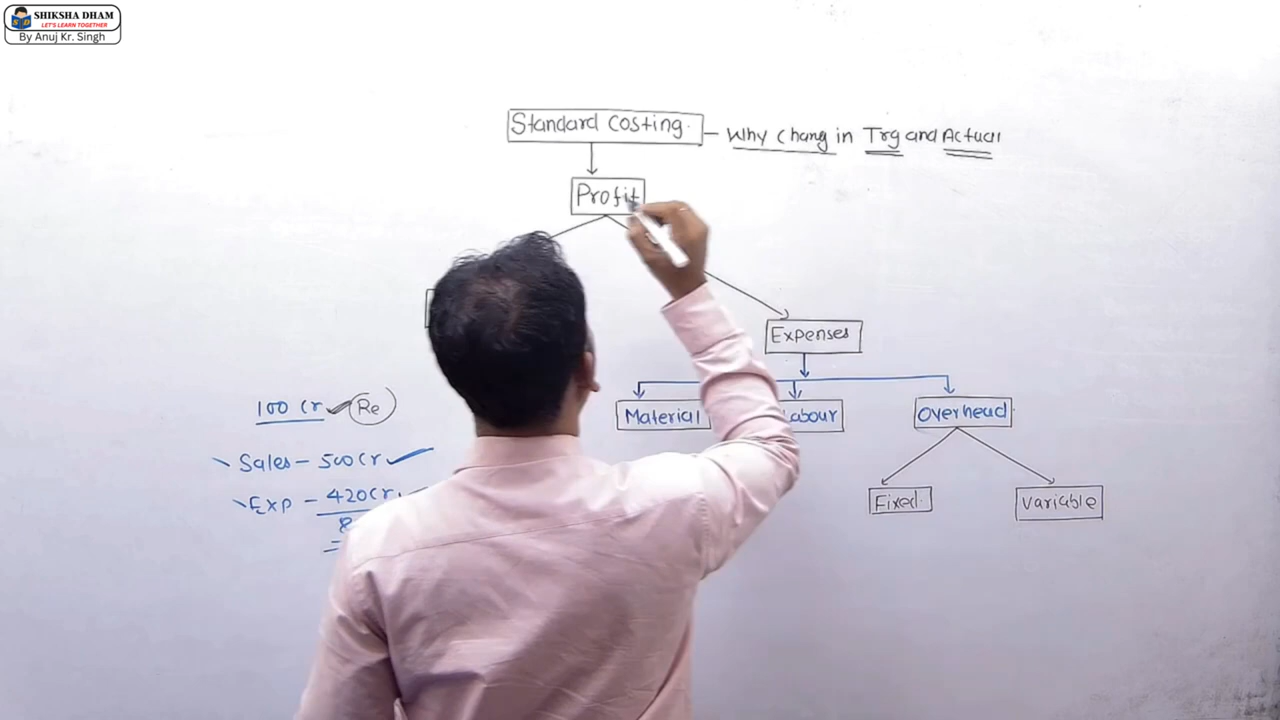 SHIKSHA DHAM
LET'S LEARN TOGETHER
By Anuj Kr. Singh
Standard Costing. - Why Chang in Trg and Actual
Profit
Expenses
Material Labour Overhead
Fixed. Variable
100 Cr Re
Sales - 500 Cr
Exp - 420 Cr